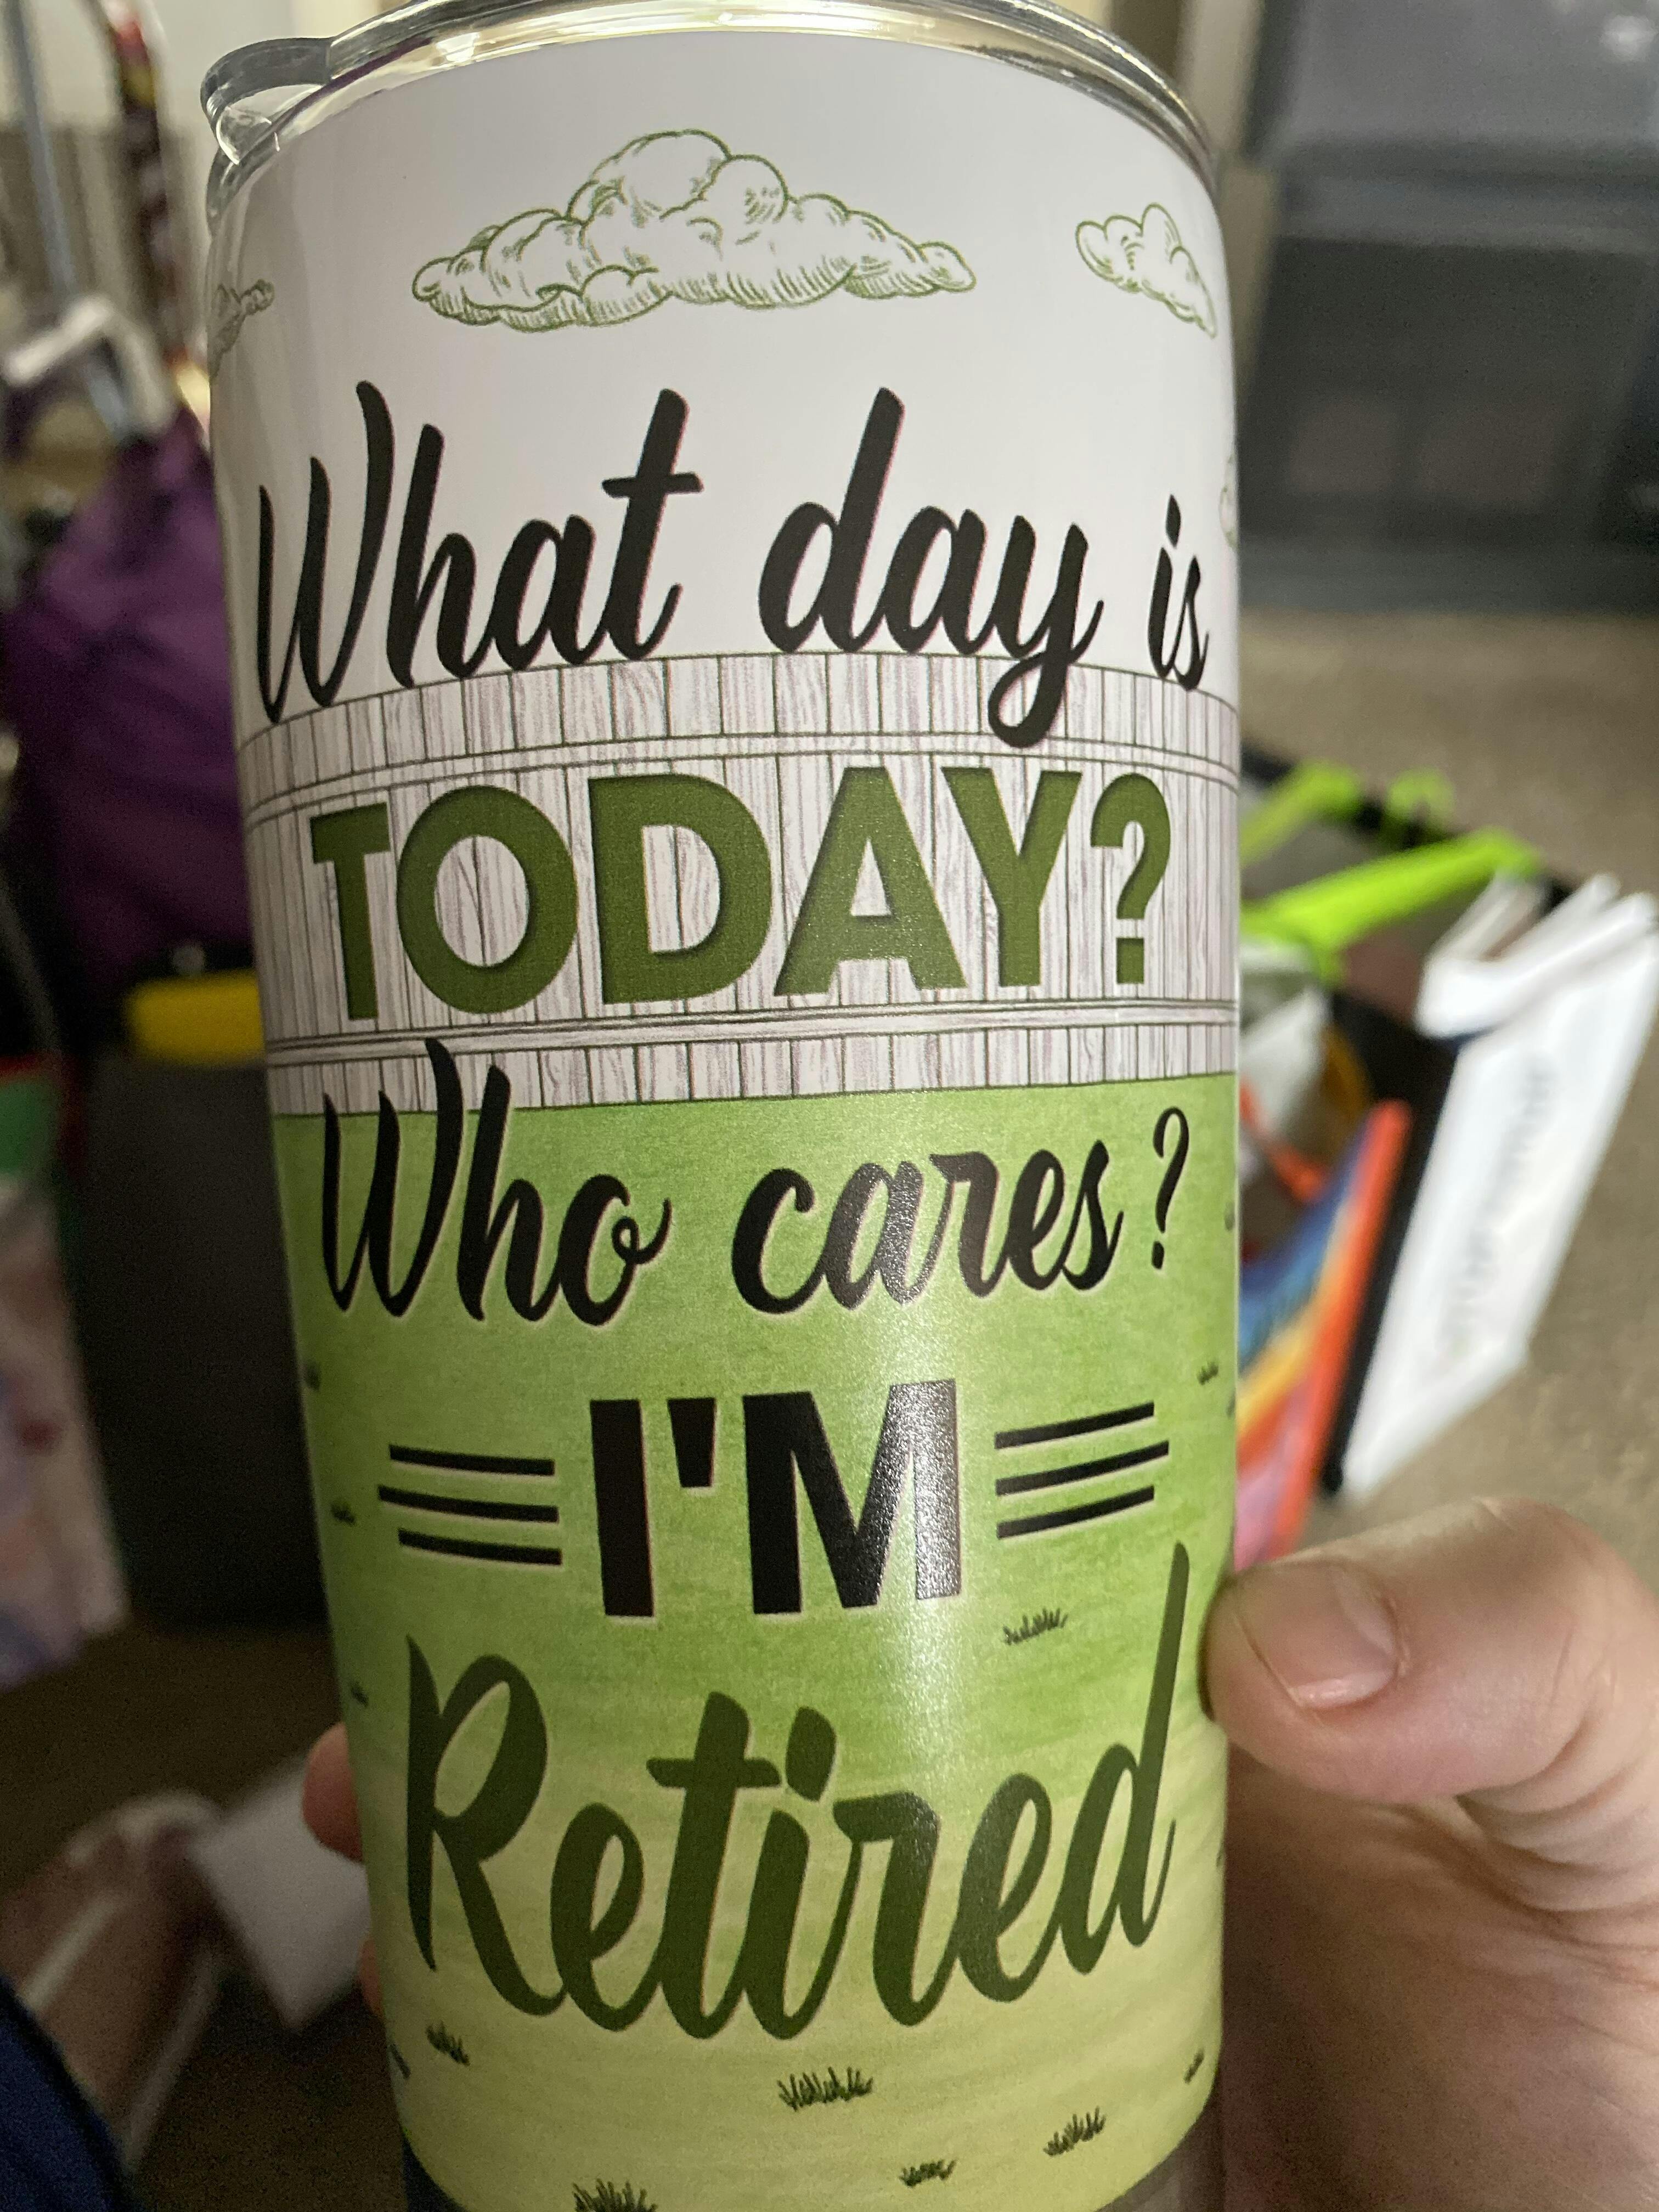 What day is
TODAY?
Who cares?
I'M
Retired